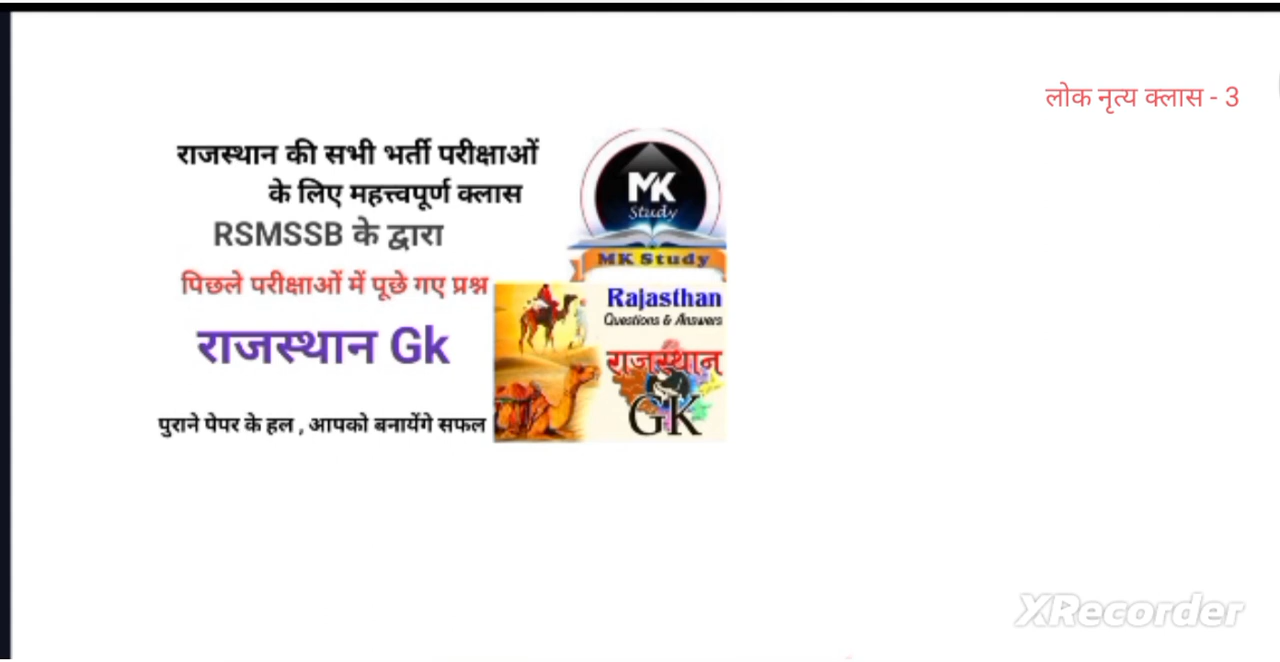 लोक नृत्य क्लास - 3
राजस्थान की सभी भर्ती परीक्षाओं
के लिए महत्त्वपूर्ण क्लास
RSMSSB के द्वारा
पिछले परीक्षाओं में पूछे गए प्रश्न
राजस्थान Gk
पुराने पेपर के हल , आपको बनायेंगे सफल
MK
Study
MK Study
Rajasthan
Questions & Answers
राजस्थान
GK
XRecorder